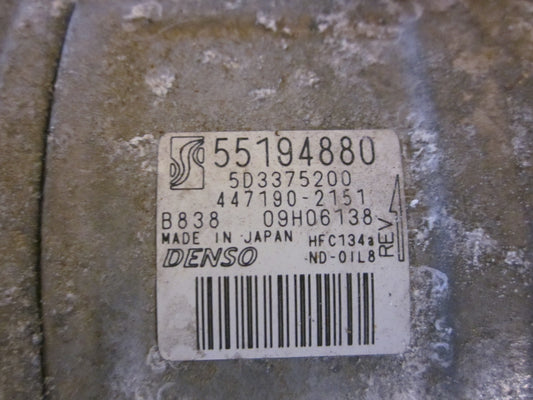 55194880
5D3375200
447190-2151
B838 09H06138
REV
MADE IN JAPAN HFC134a
DENSO ND-OIL8